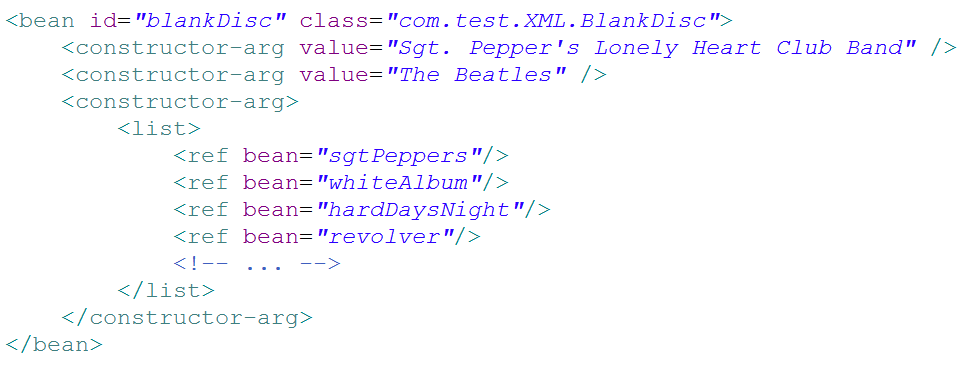 <bean id="blankDisc" class="com.test.XML.BlankDisc">
    <constructor-arg value="Sgt. Pepper's Lonely Heart Club Band" />
    <constructor-arg value="The Beatles" />
    <constructor-arg>
        <list>
            <ref bean="sgtPeppers"/>
            <ref bean="whiteAlbum"/>
            <ref bean="hardDaysNight"/>
            <ref bean="revolver"/>
            <!-- ... -->
        </list>
    </constructor-arg>
</bean>